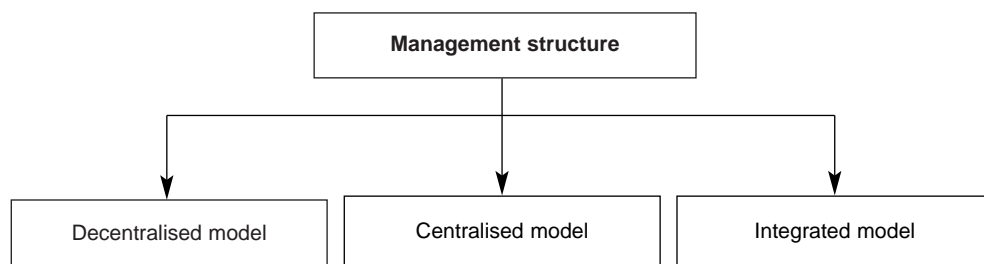 Management structure
Decentralised model
Centralised model
Integrated model